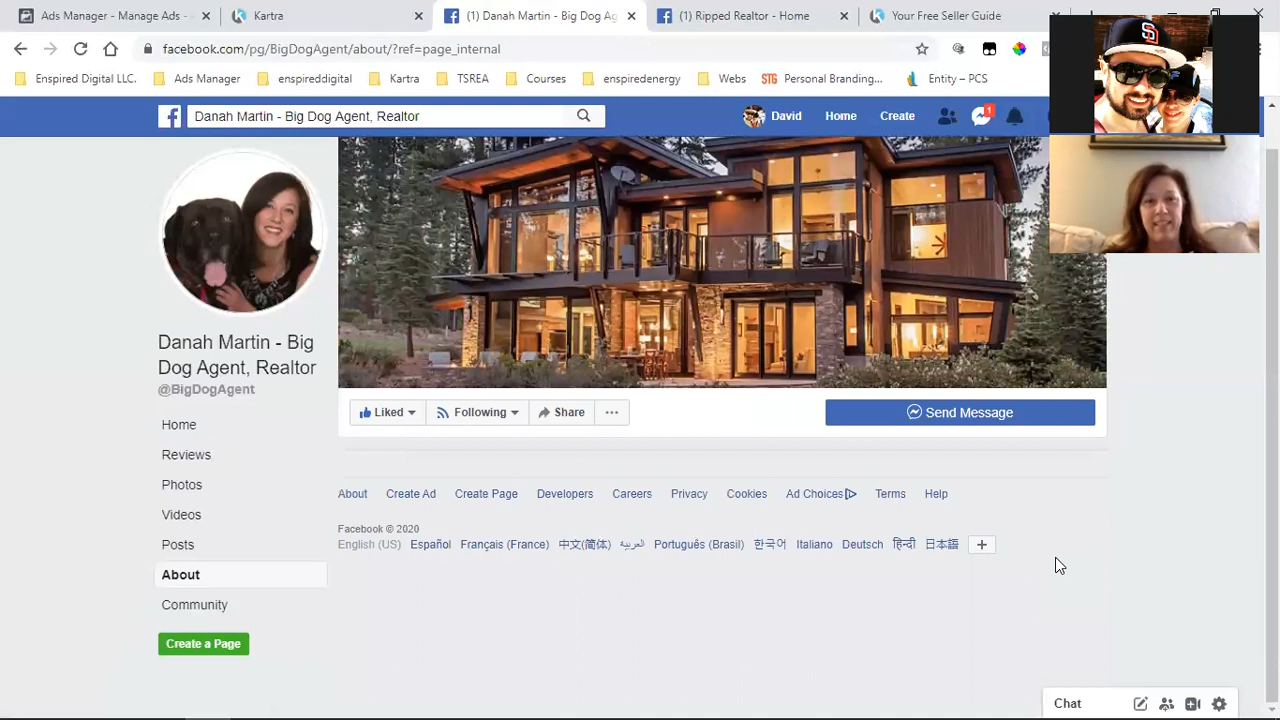 Ads Manager - Manage Ads -
Kartra
(1) Danah Martin - Big Dog Ag
(1) Ripped Realtor - Home
Your Free Seller Guide
facebook.com/pg/BigDogAgent/about/?ref=page_internal
Enspired Digital LLC.
Ads Manager
enspireddigital
KW
TSREA
Courses
enspiredenergy
Webs
STG Personal Branding...
Entity – PCS
Danah Martin - Big Dog Agent, Realtor
David
Home
Create
1
Danah Martin - Big
Dog Agent, Realtor
@BigDogAgent
Home
Reviews
Photos
Videos
Posts
About
Community
Create a Page
Liked
Following
Share
Send Message
About
Create Ad
Create Page
Developers
Careers
Privacy
Cookies
Ad Choices
Terms
Help
Facebook © 2020
English (US)
Español
Français (France)
中文(简体)
العربية
Português (Brasil)
한국어
Italiano
Deutsch
हिन्दी
日本語
Chat